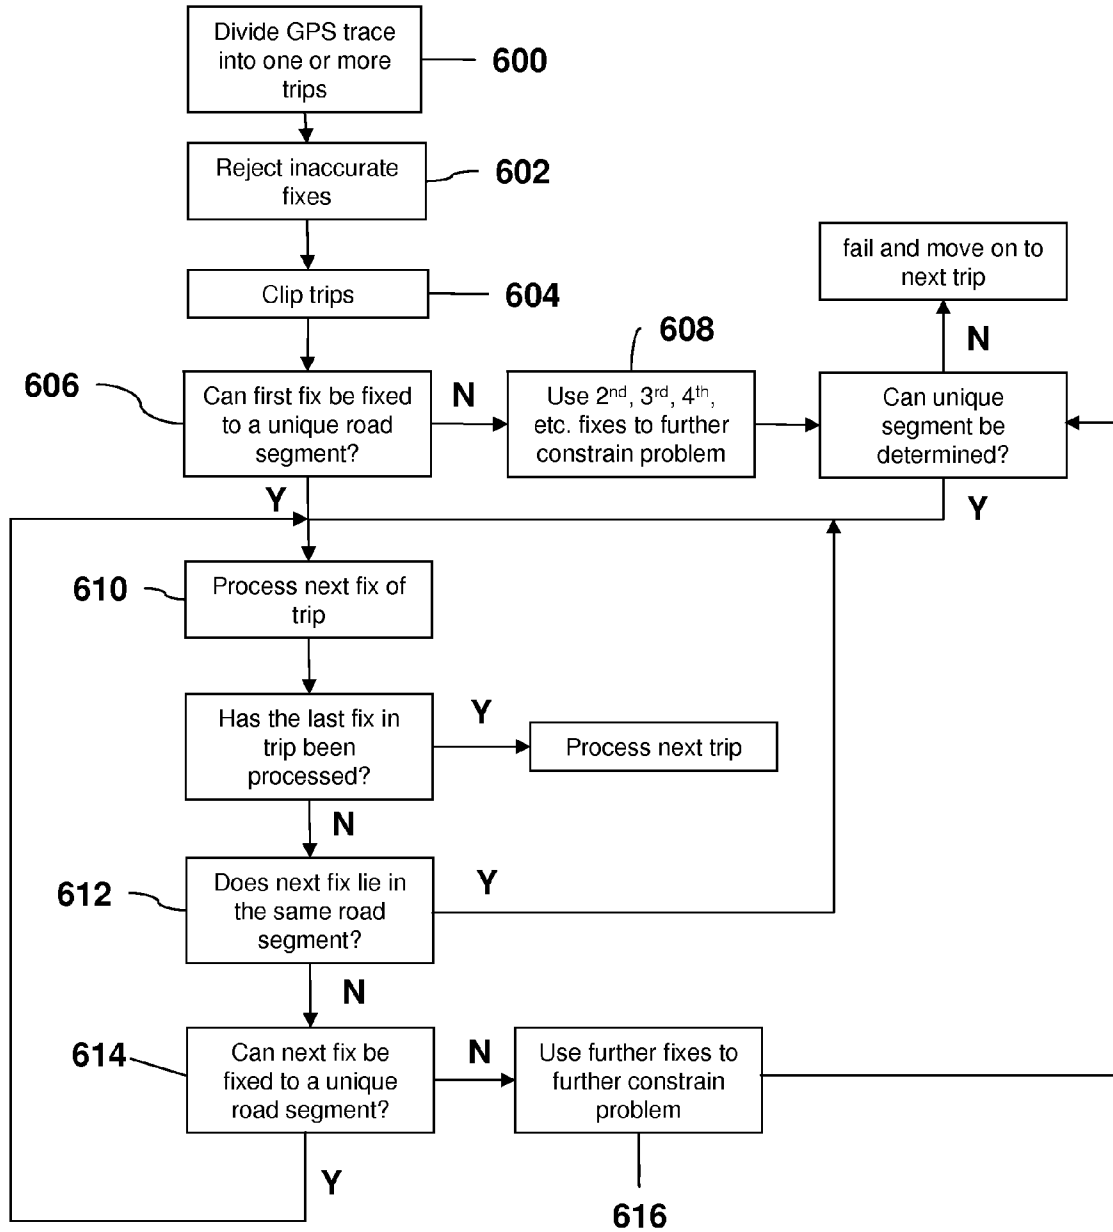 Divide GPS trace
into one or more
trips
600
Reject inaccurate
fixes
602
Clip trips
604
fail and move on to
next trip
N
608
606
Can first fix be fixed
to a unique road
segment?
N
Use 2nd, 3rd, 4th,
etc. fixes to further
constrain problem
Can unique
segment be
determined?
Y
Y
610
Process next fix of
trip
Has the last fix in
trip been
processed?
Y
Process next trip
N
612
Does next fix lie in
the same road
segment?
Y
N
614
Can next fix be
fixed to a unique
road segment?
N
Use further fixes to
further constrain
problem
Y
616